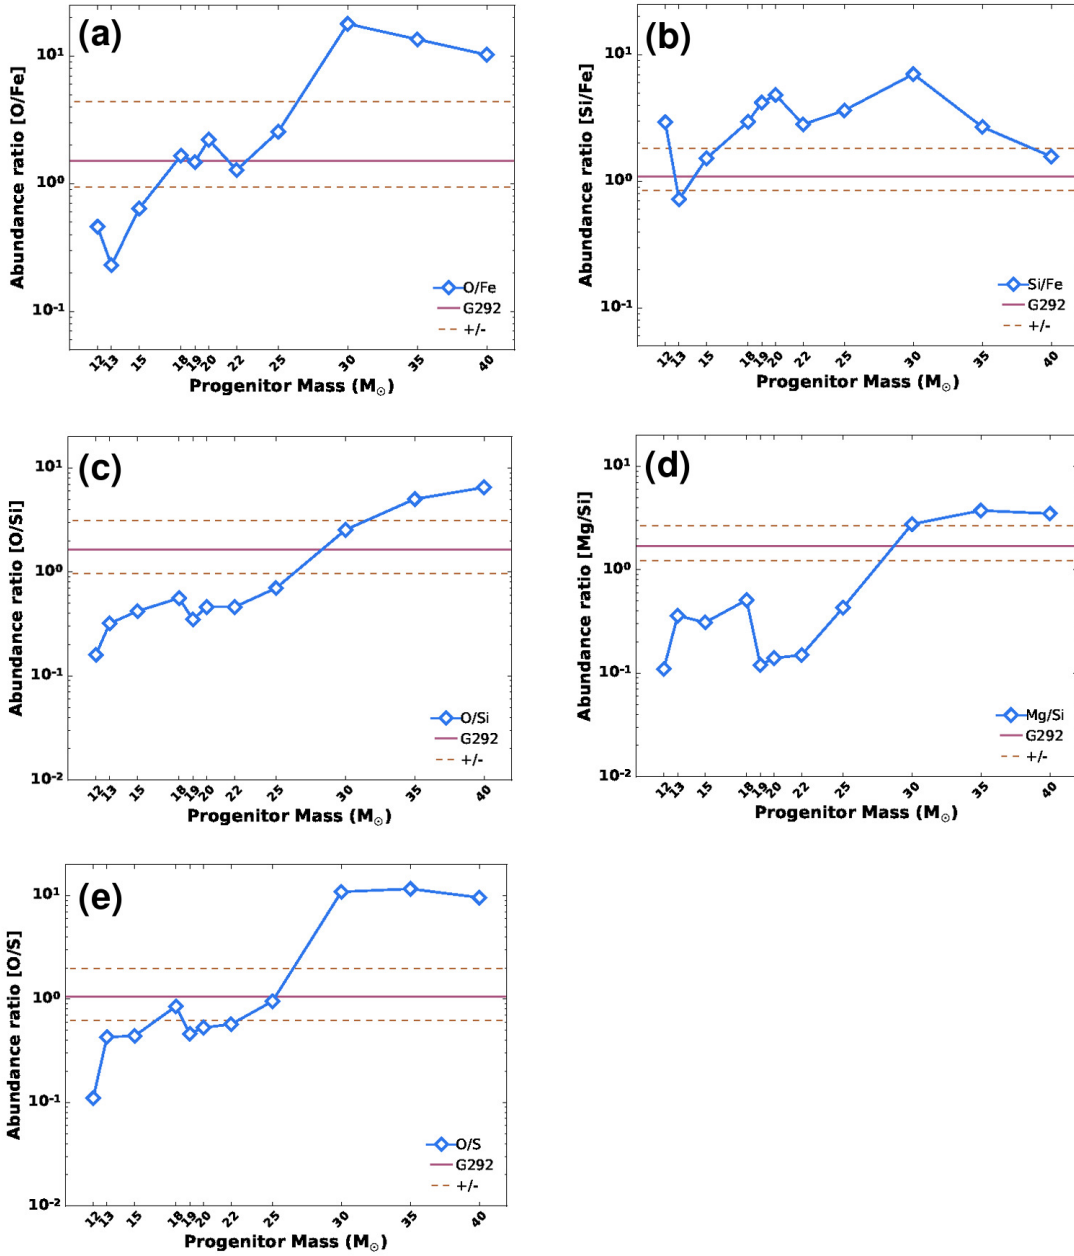 (a)
Abundance ratio [O/Fe]
10¹
10⁰
10⁻¹
O/Fe
G292
+/-
12 13 15 18 19 20 22 25 30 35 40
Progenitor Mass (M☉)
(b)
Abundance ratio [Si/Fe]
10¹
10⁰
10⁻¹
Si/Fe
G292
+/-
12 13 15 18 19 20 22 25 30 35 40
Progenitor Mass (M☉)
(c)
Abundance ratio [O/Si]
10¹
10⁰
10⁻¹
10⁻²
O/Si
G292
+/-
12 13 15 18 19 20 22 25 30 35 40
Progenitor Mass (M☉)
(d)
Abundance ratio [Mg/Si]
10¹
10⁰
10⁻¹
10⁻²
Mg/Si
G292
+/-
12 13 15 18 19 20 22 25 30 35 40
Progenitor Mass (M☉)
(e)
Abundance ratio [O/S]
10¹
10⁰
10⁻¹
10⁻²
O/S
G292
+/-
12 13 15 18 19 20 22 25 30 35 40
Progenitor Mass (M☉)